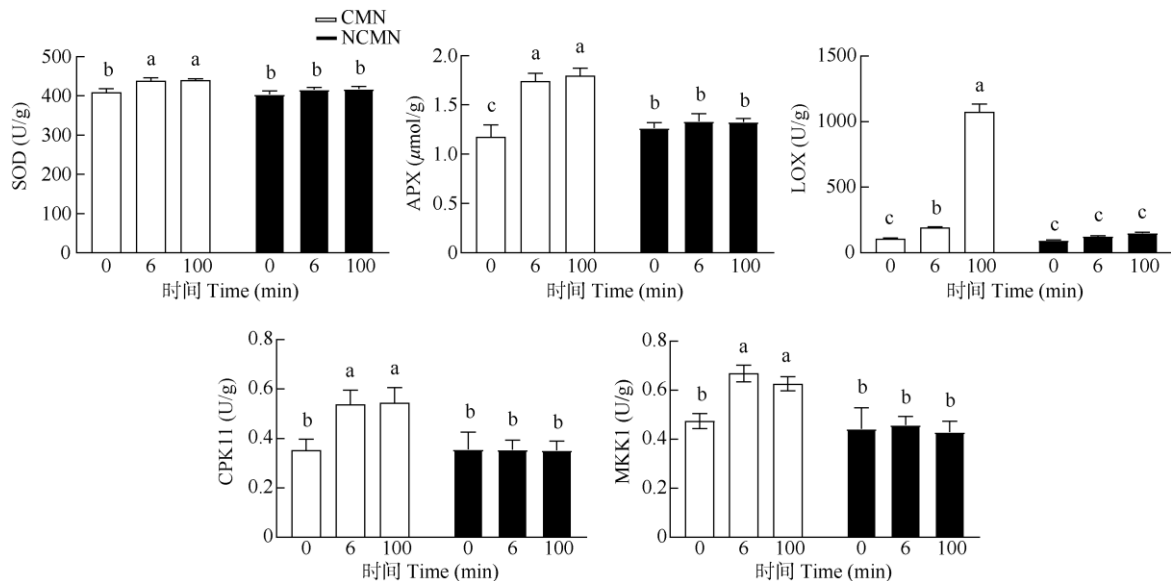 CMN
NCMN
500
400
300
200
100
0
SOD (U/g)
b a a b b b
0 6 100 0 6 100
时间 Time (min)
2.0
1.5
1.0
0.5
0.0
APX (μmol/g)
c a a b b b
0 6 100 0 6 100
时间 Time (min)
1500
1000
500
0
LOX (U/g)
c b a c c c
0 6 100 0 6 100
时间 Time (min)
0.8
0.6
0.4
0.2
0
CPK11 (U/g)
b a a b b b
0 6 100 0 6 100
时间 Time (min)
0.8
0.6
0.4
0.2
0
MKK1 (U/g)
b a a b b b
0 6 100 0 6 100
时间 Time (min)